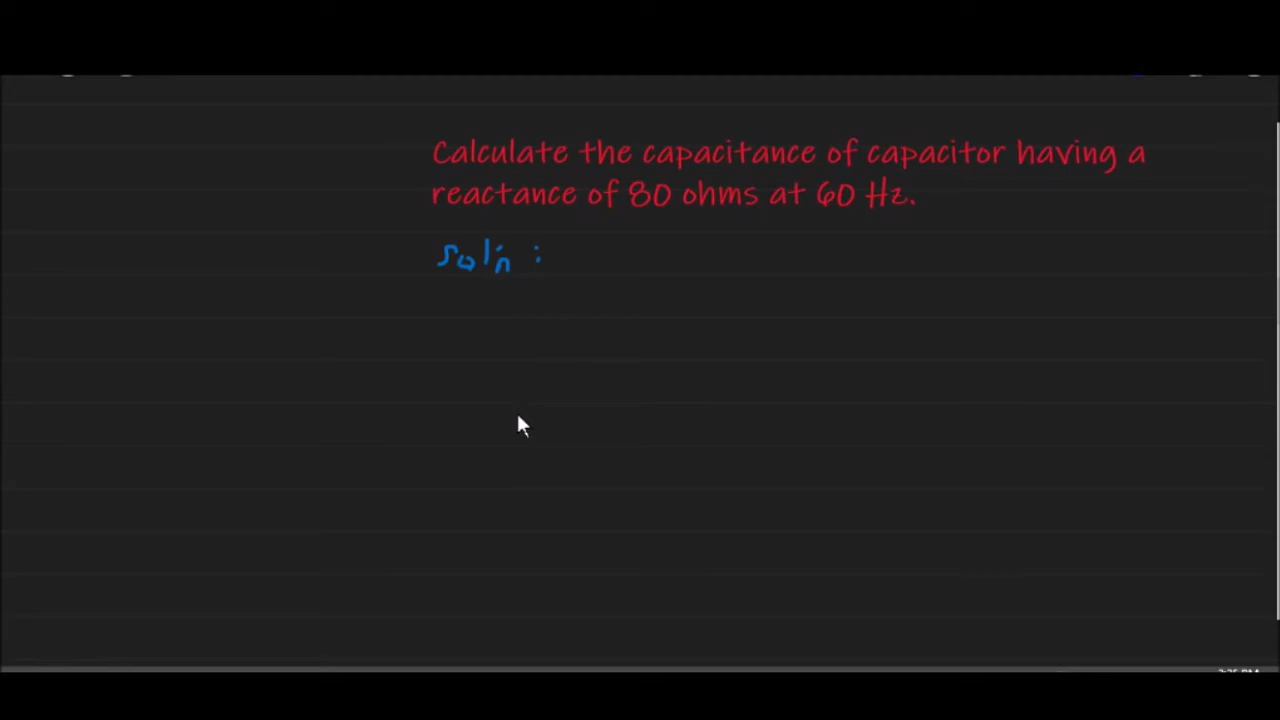 Calculate the capacitance of capacitor having a
reactance of 80 ohms at 60 Hz.
sol'n :